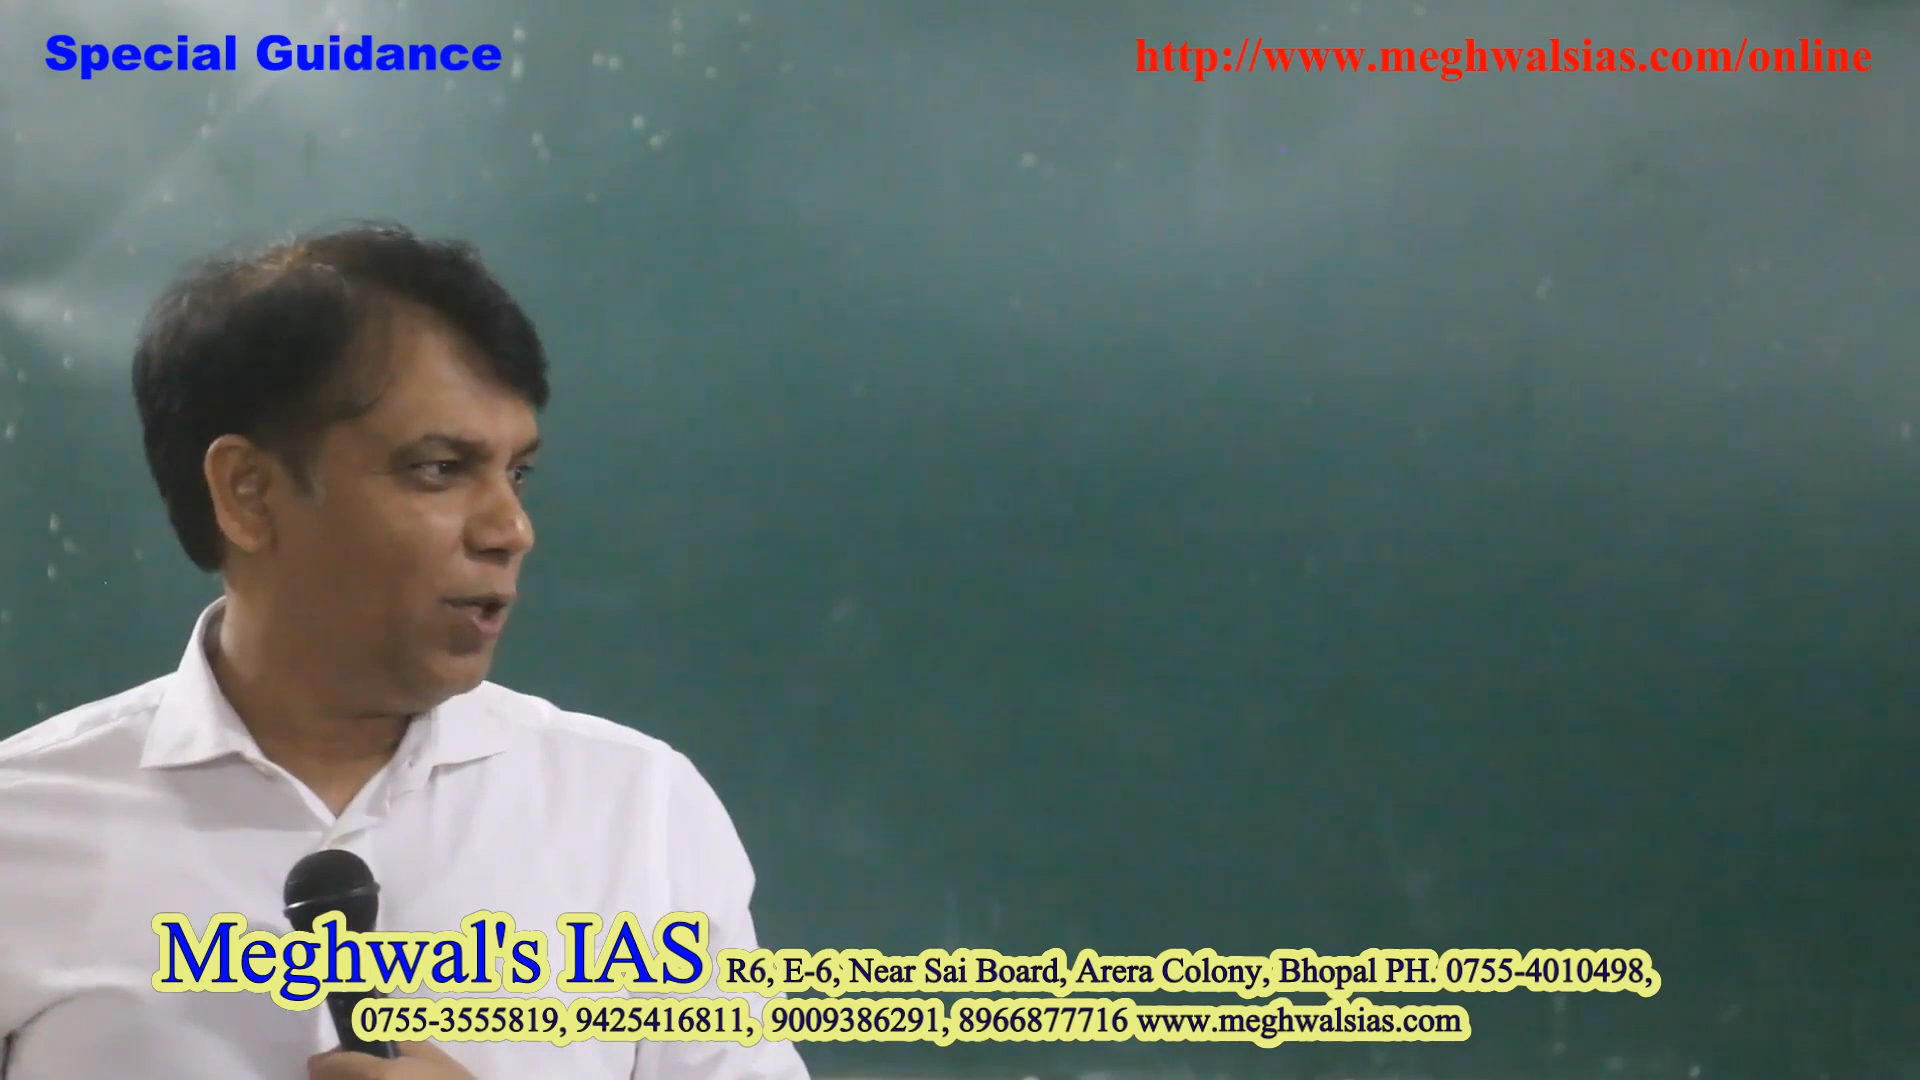 Special Guidance
http://www.meghwalsias.com/online
Meghwal's IAS R6, E-6, Near Sai Board, Arera Colony, Bhopal PH. 0755-4010498,
0755-3555819, 9425416811, 9009386291, 8966877716 www.meghwalsias.com